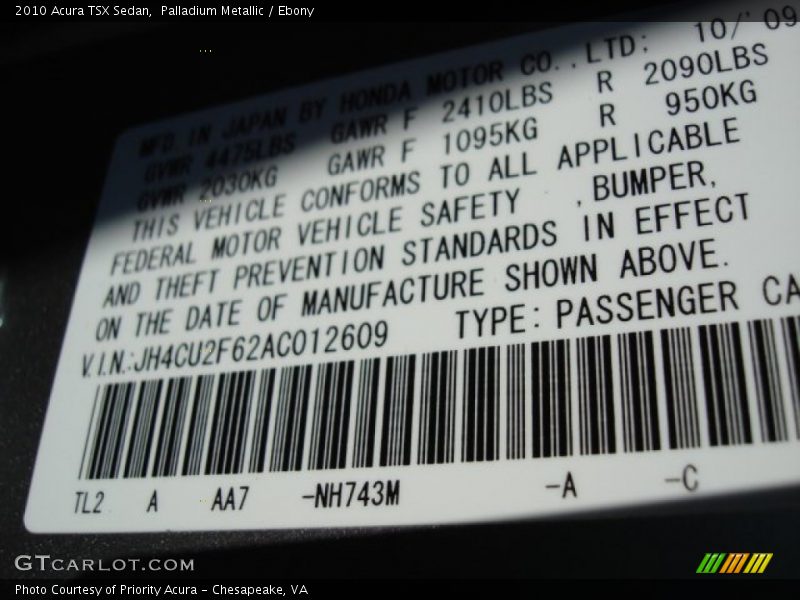 2010 Acura TSX Sedan,  Palladium Metallic / Ebony
MFD. IN JAPAN BY HONDA MOTOR CO., LTD; 10/'09
GVWR 4475LBS GAWR F 2410LBS R 2090LBS
GVWR 2030KG GAWR F 1095KG R 950KG
THIS VEHICLE CONFORMS TO ALL APPLICABLE
FEDERAL MOTOR VEHICLE SAFETY ,BUMPER,
AND THEFT PREVENTION STANDARDS IN EFFECT
ON THE DATE OF MANUFACTURE SHOWN ABOVE.
V.I.N.:JH4CU2F62AC012609 TYPE: PASSENGER CA
TL2 A AA7 -NH743M -A -C
GTCARLOT.COM
Photo Courtesy of Priority Acura - Chesapeake, VA